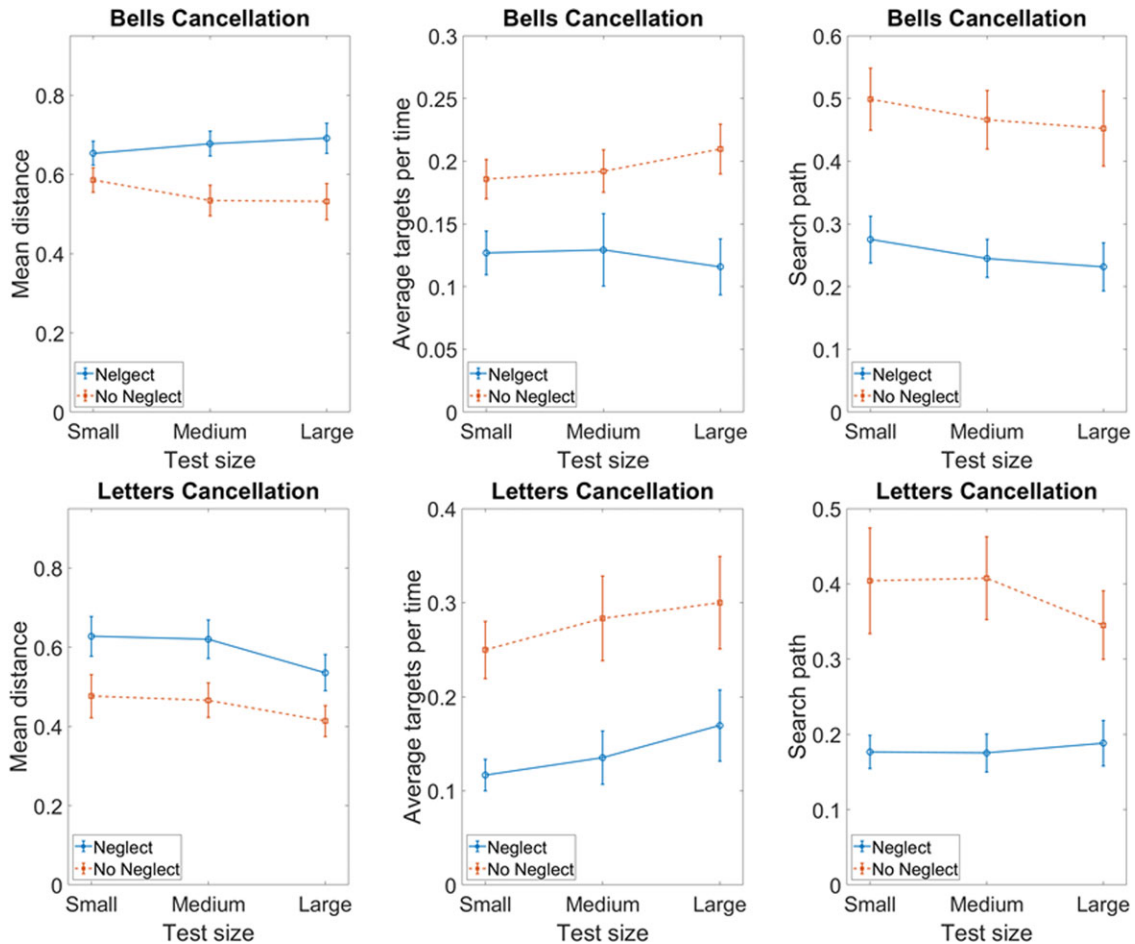 Bells Cancellation
Mean distance
0.8
0.6
0.4
0.2
0
Nelgect
No Neglect
Small Medium Large
Test size
Bells Cancellation
Average targets per time
0.3
0.25
0.2
0.15
0.1
0.05
0
Nelgect
No Neglect
Small Medium Large
Test size
Bells Cancellation
Search path
0.6
0.5
0.4
0.3
0.2
0.1
0
Nelgect
No Neglect
Small Medium Large
Test size
Letters Cancellation
Mean distance
0.8
0.6
0.4
0.2
0
Neglect
No Neglect
Small Medium Large
Test size
Letters Cancellation
Average targets per time
0.4
0.3
0.2
0.1
0
Neglect
No Neglect
Small Medium Large
Test size
Letters Cancellation
Search path
0.5
0.4
0.3
0.2
0.1
0
Neglect
No Neglect
Small Medium Large
Test size